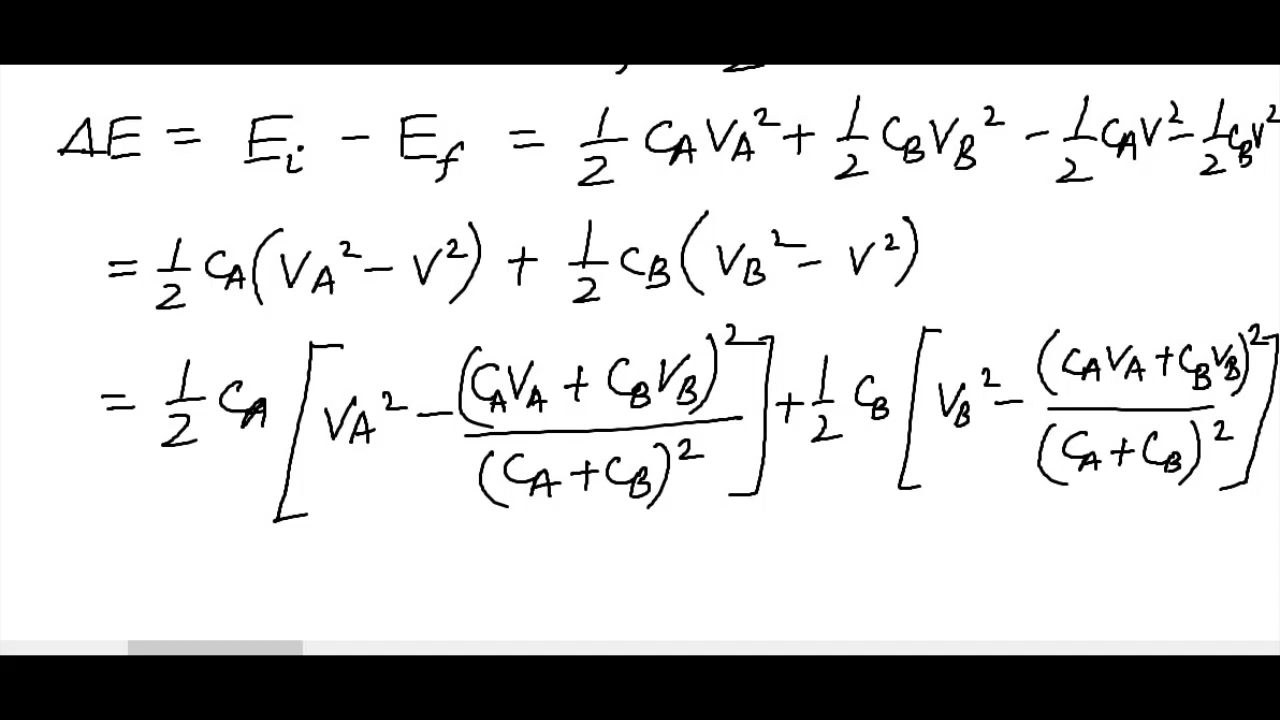 ΔE = E_i - E_f = 1/2 C_A V_A^2 + 1/2 C_B V_B^2 - 1/2 C_A V^2 - 1/2 C_B V^2
= 1/2 C_A (V_A^2 - V^2) + 1/2 C_B (V_B^2 - V^2)
= 1/2 C_A [V_A^2 - (C_A V_A + C_B V_B)^2/(C_A + C_B)^2] + 1/2 C_B [V_B^2 - (C_A V_A + C_B V_B)^2/(C_A + C_B)^2]